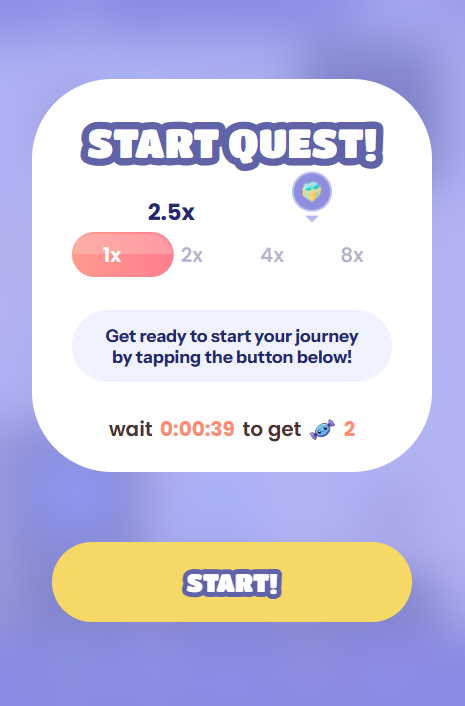 START QUEST!
2.5x
1x 2x 4x 8x
Get ready to start your journey
by tapping the button below!
wait 0:00:39 to get 2
START!